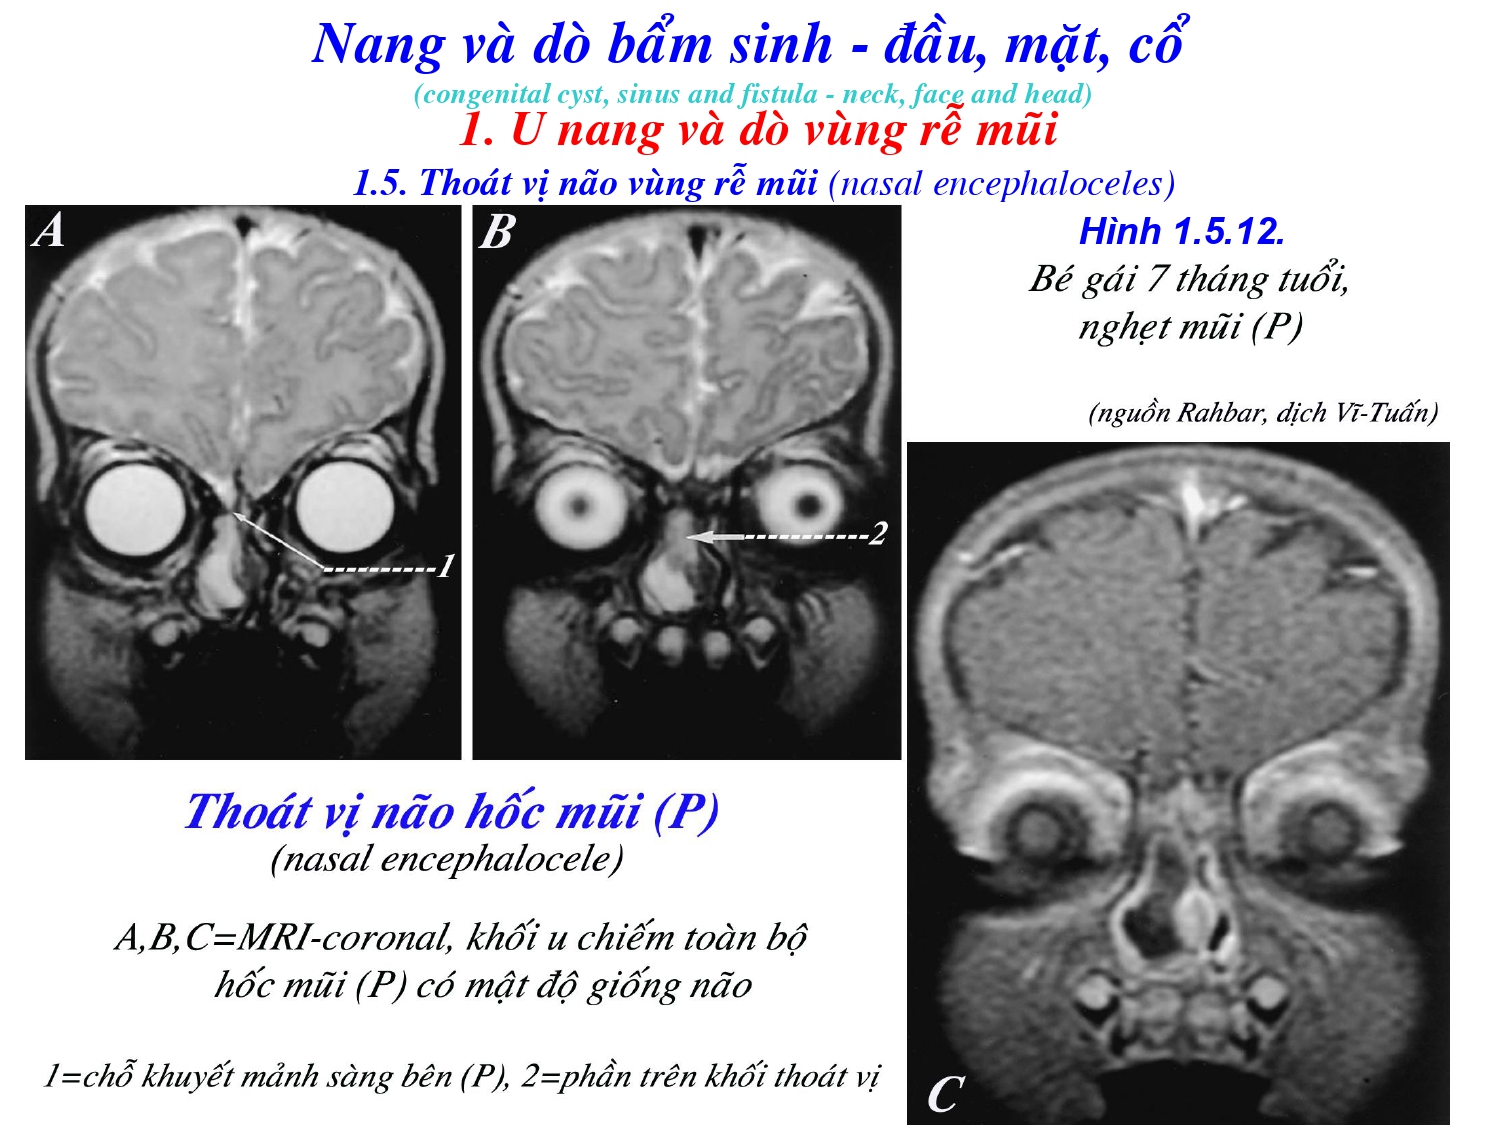 Nang và dò bẩm sinh - đầu, mặt, cổ
(congenital cyst, sinus and fistula - neck, face and head)
1. U nang và dò vùng rễ mũi
1.5. Thoát vị não vùng rễ mũi (nasal encephaloceles)
A
B
Hình 1.5.12.
Bé gái 7 tháng tuổi,
nghẹt mũi (P)
(nguồn Rahbar, dịch Vĩ-Tuấn)
2
1
Thoát vị não hốc mũi (P)
(nasal encephalocele)
A,B,C=MRI-coronal, khối u chiếm toàn bộ
hốc mũi (P) có mật độ giống não
1=chỗ khuyết mảnh sàng bên (P), 2=phần trên khối thoát vị
C